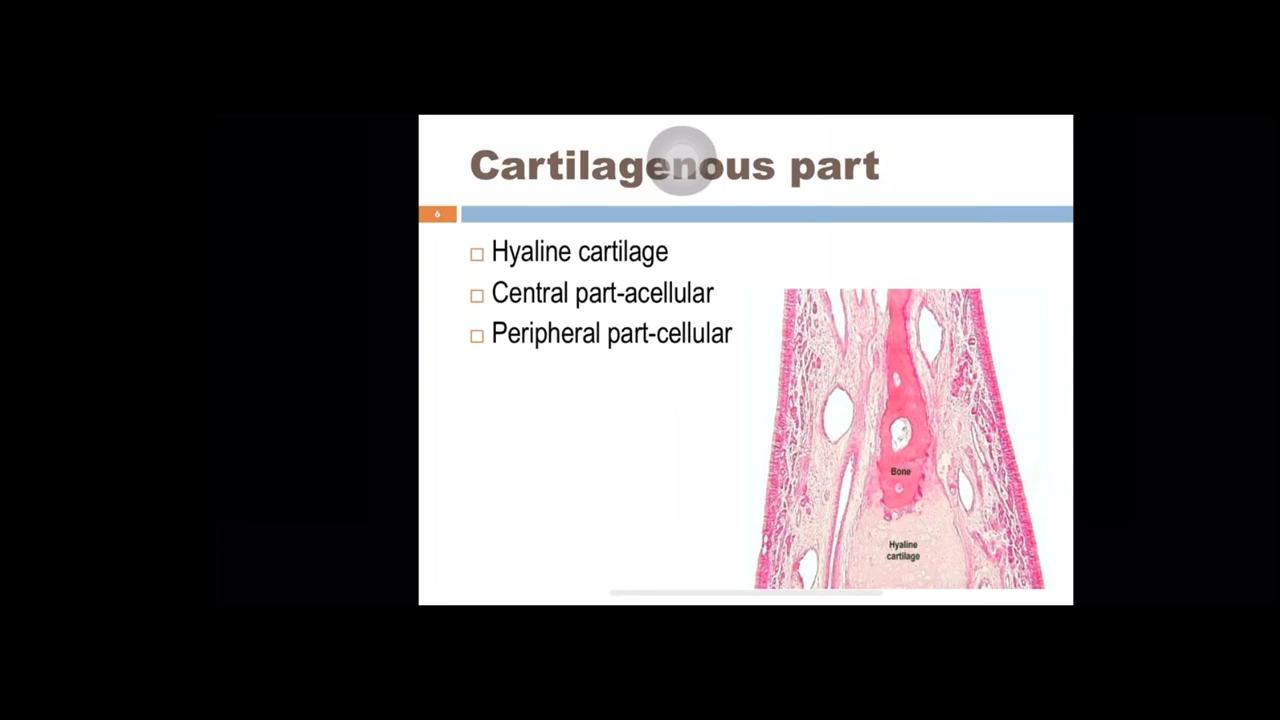 Cartilagenous part
6
Hyaline cartilage
Central part-acellular
Peripheral part-cellular
Bone
Hyaline
cartilage